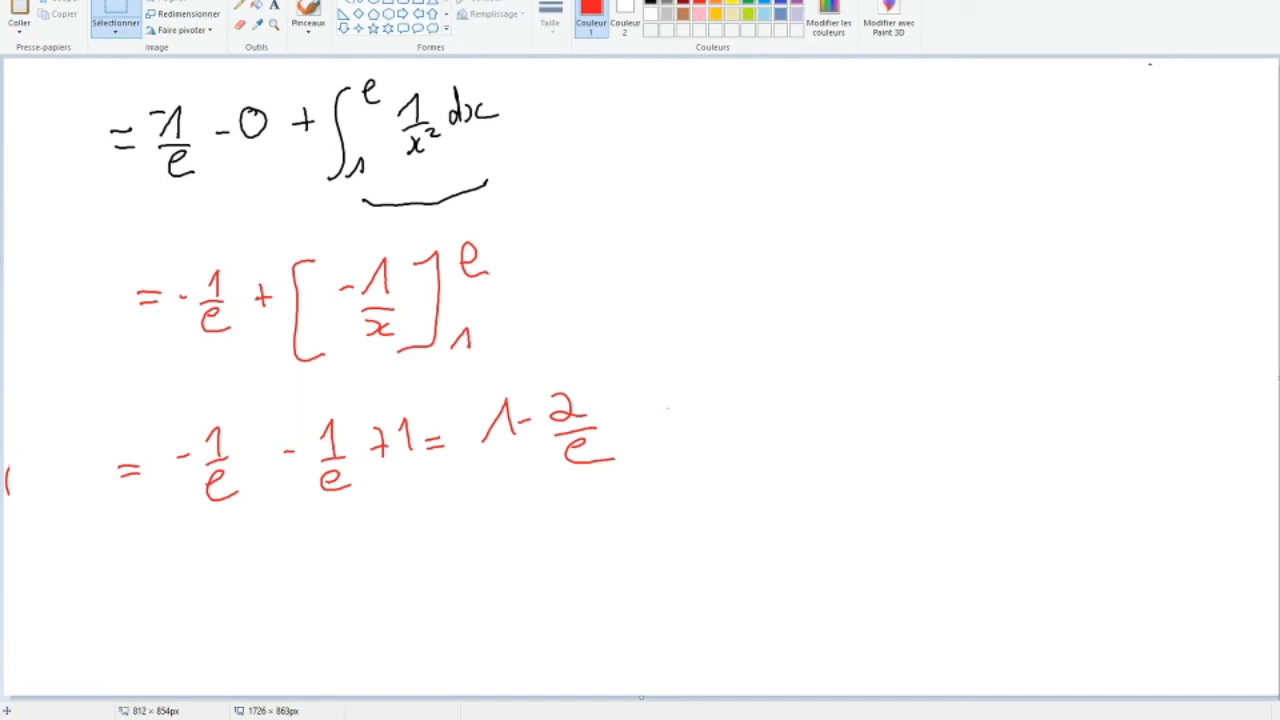 Coller
Sélectionner
Copier
Redimensionner
Faire pivoter
Pinceaux
Remplissage
Taille
Couleur 1
Couleur 2
Modifier les couleurs
Modifier avec Paint 3D
Presse-papiers
Image
Outils
Formes
Couleurs
= -1/e - 0 + ∫₁^e 1/x² dx
= - 1/e + [ -1/x ]₁^e
= - 1/e - 1/e + 1 = 1 - 2/e
812 × 854px
1726 × 863px